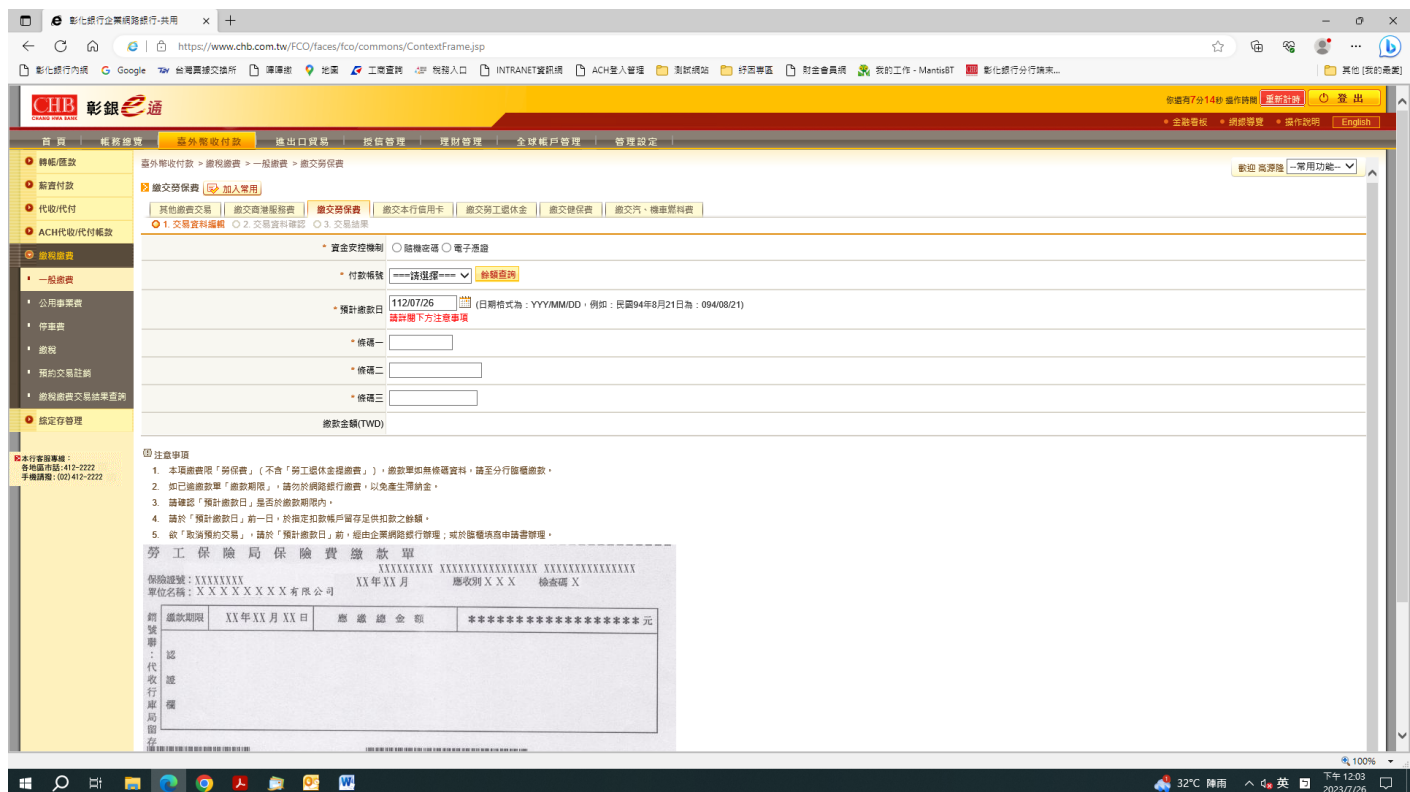 彰化銀行企業網路銀行-共用
https://www.chb.com.tw/FCO/faces/fco/commons/ContextFrame.jsp
彰化銀行內網 Google 台灣票據交換所 嗶嗶繳 地圖 工商查詢 稅務入口 INTRANET資訊網 ACH登入管理 測試網站 紓困專區 財金會員網 我的工作 - MantisBT 彰化銀行分行端末... 其他 [我的最愛]
CHB 彰銀e通
CHANG HWA BANK
你還有7分14秒 操作時間 重新計時 登 出
金融看板 網銀導覽 操作說明 English
首 頁 帳務總覽 臺外幣收付款 進出口貿易 授信管理 理財管理 全球帳戶管理 管理設定
轉帳/匯款
薪資付款
代收/代付
ACH代收/代付帳款
繳稅繳費
一般繳費
公用事業費
停車費
繳稅
預約交易註銷
繳稅繳費交易結果查詢
綜定存管理
本行客服專線：
各地區市話:412-2222
手機請撥：(02)412-2222
臺外幣收付款 > 繳稅繳費 > 一般繳費 > 繳交勞保費
歡迎 高源隆 --常用功能--
繳交勞保費 加入常用
其他繳費交易 繳交商港服務費 繳交勞保費 繳交本行信用卡 繳交勞工退休金 繳交健保費 繳交汽、機車燃料費
1. 交易資料編輯 2. 交易資料確認 3. 交易結果
* 資金安控機制 隨機密碼 電子憑證
* 付款帳號 ===請選擇=== 餘額查詢
* 預計繳款日 112/07/26 (日期格式為：YYY/MM/DD，例如：民國94年8月21日為：094/08/21)
請詳閱下方注意事項
* 條碼一
* 條碼二
* 條碼三
繳款金額(TWD)
注意事項
1. 本項繳費限「勞保費」（不含「勞工退休金提繳費」），繳款單如無條碼資料，請至分行臨櫃繳款。
2. 如已逾繳款單「繳款期限」，請勿於網路銀行繳費，以免產生滯納金。
3. 請確認「預計繳款日」是否於繳款期限內。
4. 請於「預計繳款日」前一日，於指定扣款帳戶留存足供扣款之餘額。
5. 欲「取消預約交易」，請於「預計繳款日」前，經由企業網路銀行辦理；或於臨櫃填寫申請書辦理。
勞 工 保 險 局 保 險 費 繳 款 單
XXXXXXXXX XXXXXXXXXXXXXXXX XXXXXXXXXXXXXXX
保險證號：XXXXXXXX XX年XX月 應收別XXX 檢查碼 X
單位名稱：XXXXXXXXX有限公司
繳款期限 XX年XX月XX日 應 繳 總 金 額 ******************* 元
銷號聯：代收行庫局留存
認
證
欄
100%
32°C 陣雨 英 下午 12:03
2023/7/26